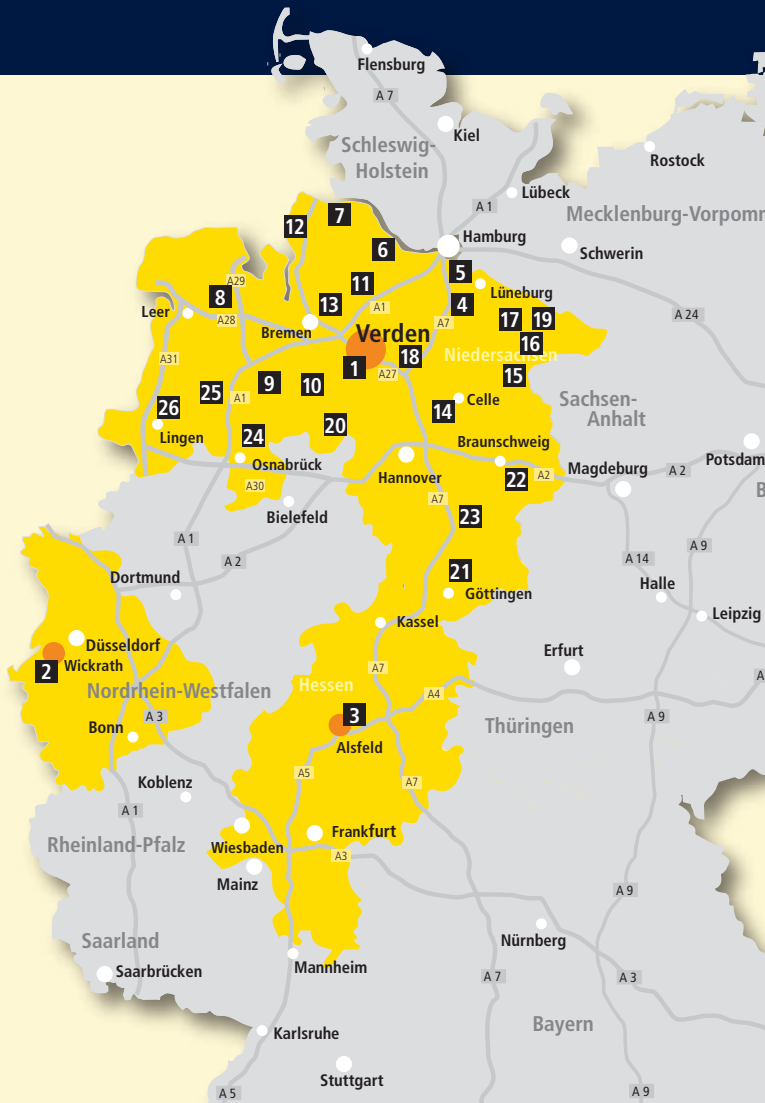 Flensburg
A 7
Kiel
Schleswig-
Holstein
Rostock
Lübeck
A 1
Mecklenburg-Vorpomr
12
7
Hamburg
Schwerin
6
5
A29
11
Lüneburg
8
13
4
Leer
A28
A1
A 24
Bremen
Verden
A7
17
19
16
A31
1
A27
18
Niedersachsen
15
9
10
25
A1
Celle
Sachsen-
Anhalt
26
14
Lingen
20
24
Braunschweig
Osnabrück
Hannover
22
A2
Magdeburg
A 2
Potsdam
A30
B
Bielefeld
A7
23
A 1
A 9
A 2
A 14
Dortmund
21
Halle
Göttingen
Leipzig
Kassel
Düsseldorf
Erfurt
2
Wickrath
A7
Nordrhein-Westfalen
Hessen
A4
A
A 3
3
A 9
Bonn
Thüringen
Alsfeld
A5
A7
Koblenz
A 1
Frankfurt
Rheinland-Pfalz
Wiesbaden
A3
Mainz
A 9
Saarland
Nürnberg
Mannheim
Saarbrücken
A 7
A 3
Bayern
Karlsruhe
Stuttgart
A 5
A 9